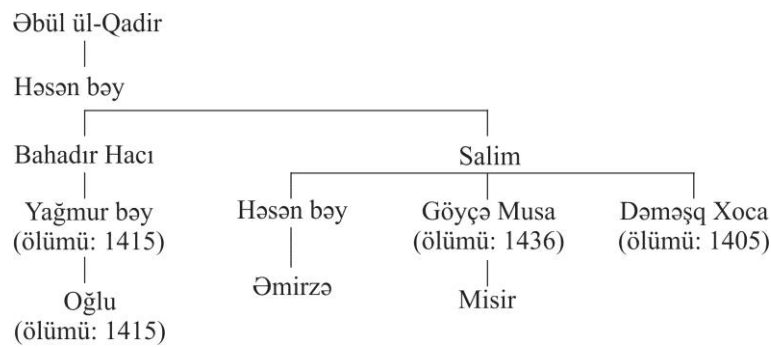 Əbül ül-Qadir
Həsən bəy
Bahadır Hacı
Salim
Yağmur bəy
(ölümü: 1415)
Həsən bəy
Göyçə Musa
(ölümü: 1436)
Dəməşq Xoca
(ölümü: 1405)
Oğlu
(ölümü: 1415)
Əmirzə
Misir